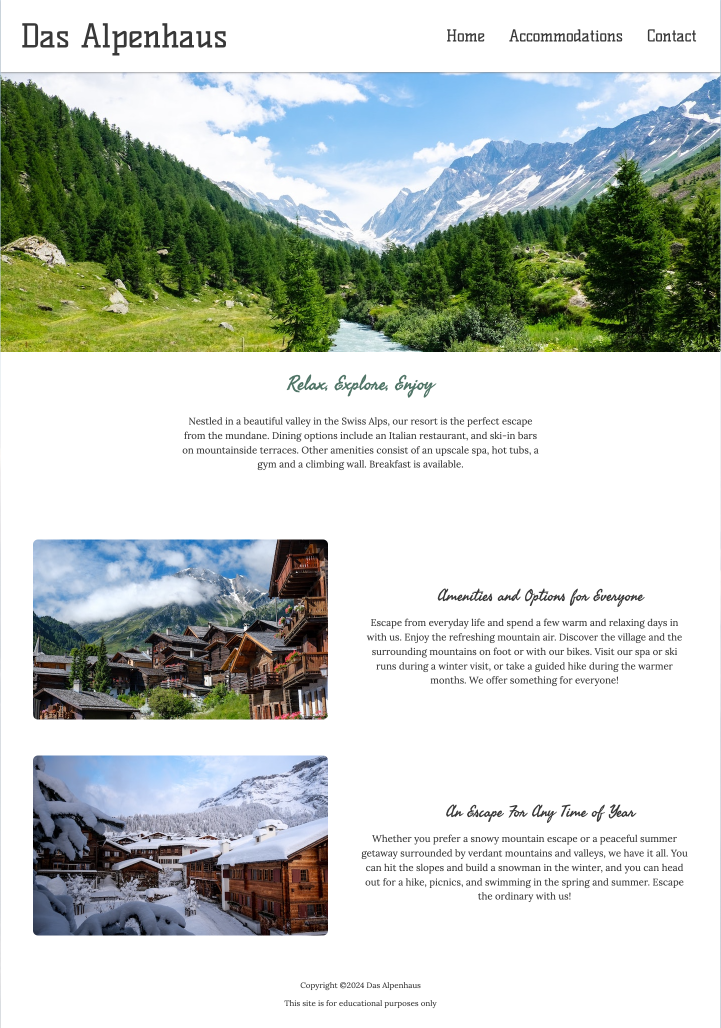 Das Alpenhaus
Home Accommodations Contact
Relax, Explore, Enjoy
Nestled in a beautiful valley in the Swiss Alps, our resort is the perfect escape
from the mundane. Dining options include an Italian restaurant, and ski-in bars
on mountainside terraces. Other amenities consist of an upscale spa, hot tubs, a
gym and a climbing wall. Breakfast is available.
Amenities and Options for Everyone
Escape from everyday life and spend a few warm and relaxing days in
with us. Enjoy the refreshing mountain air. Discover the village and the
surrounding mountains on foot or with our bikes. Visit our spa or ski
runs during a winter visit, or take a guided hike during the warmer
months. We offer something for everyone!
An Escape For Any Time of Year
Whether you prefer a snowy mountain escape or a peaceful summer
getaway surrounded by verdant mountains and valleys, we have it all. You
can hit the slopes and build a snowman in the winter, and you can head
out for a hike, picnics, and swimming in the spring and summer. Escape
the ordinary with us!
Copyright ©2024 Das Alpenhaus
This site is for educational purposes only